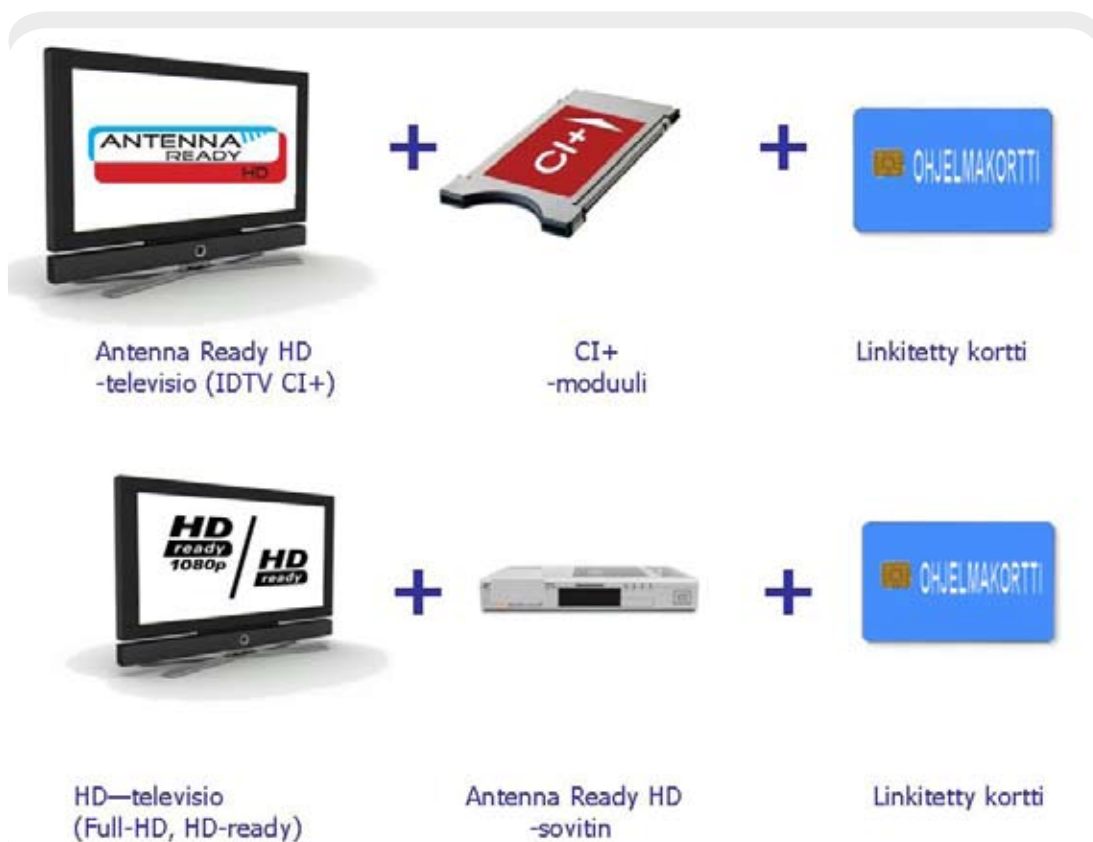 ANTENNA
READY
HD
CI+
OHJELMAKORTTI
Antenna Ready HD
-televisio (IDTV CI+)
CI+
-moduuli
Linkitetty kortti
HD
ready
1080p
HD
ready
OHJELMAKORTTI
HD—televisio
(Full-HD, HD-ready)
Antenna Ready HD
-sovitin
Linkitetty kortti